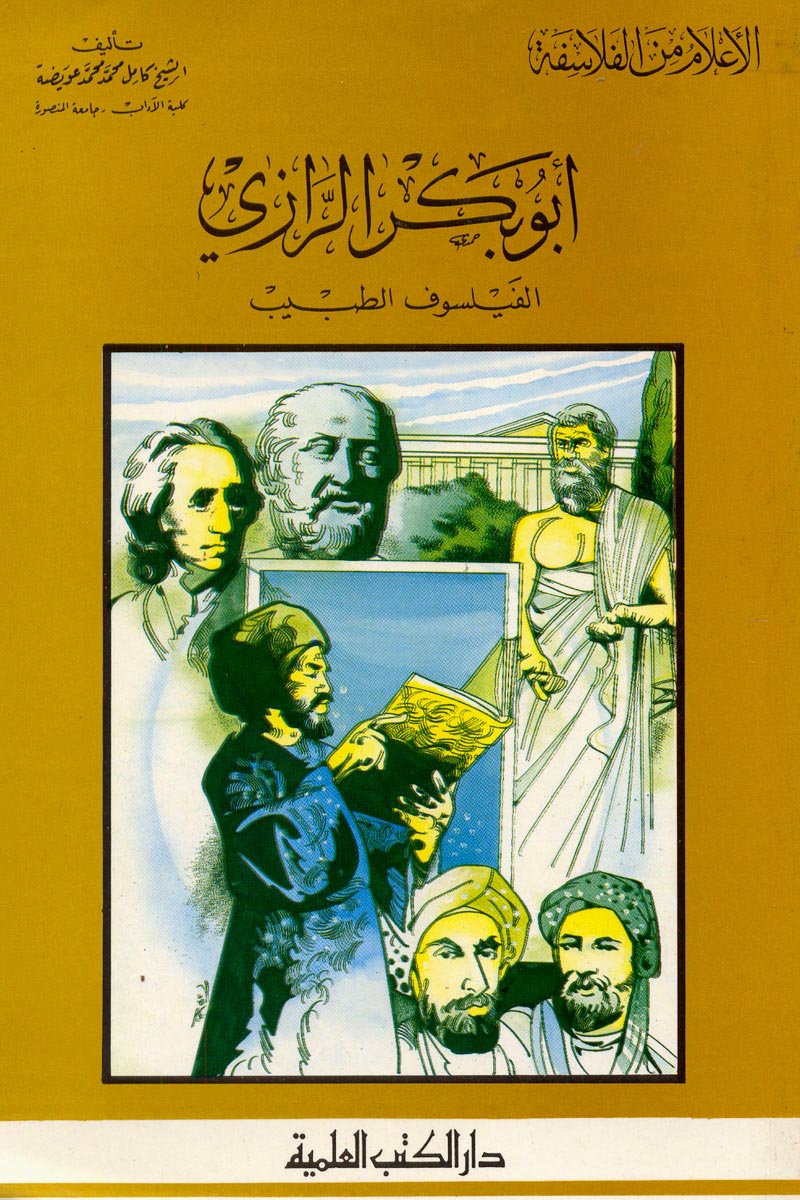 الأعلام من الفلاسفة
تأليف
الشيخ كامل محمد محمد عويضة
كلية الآداب - جامعة المنصورة
أبو بكر الرازي
الفيلسوف الطبيب
دار الكتب العلمية